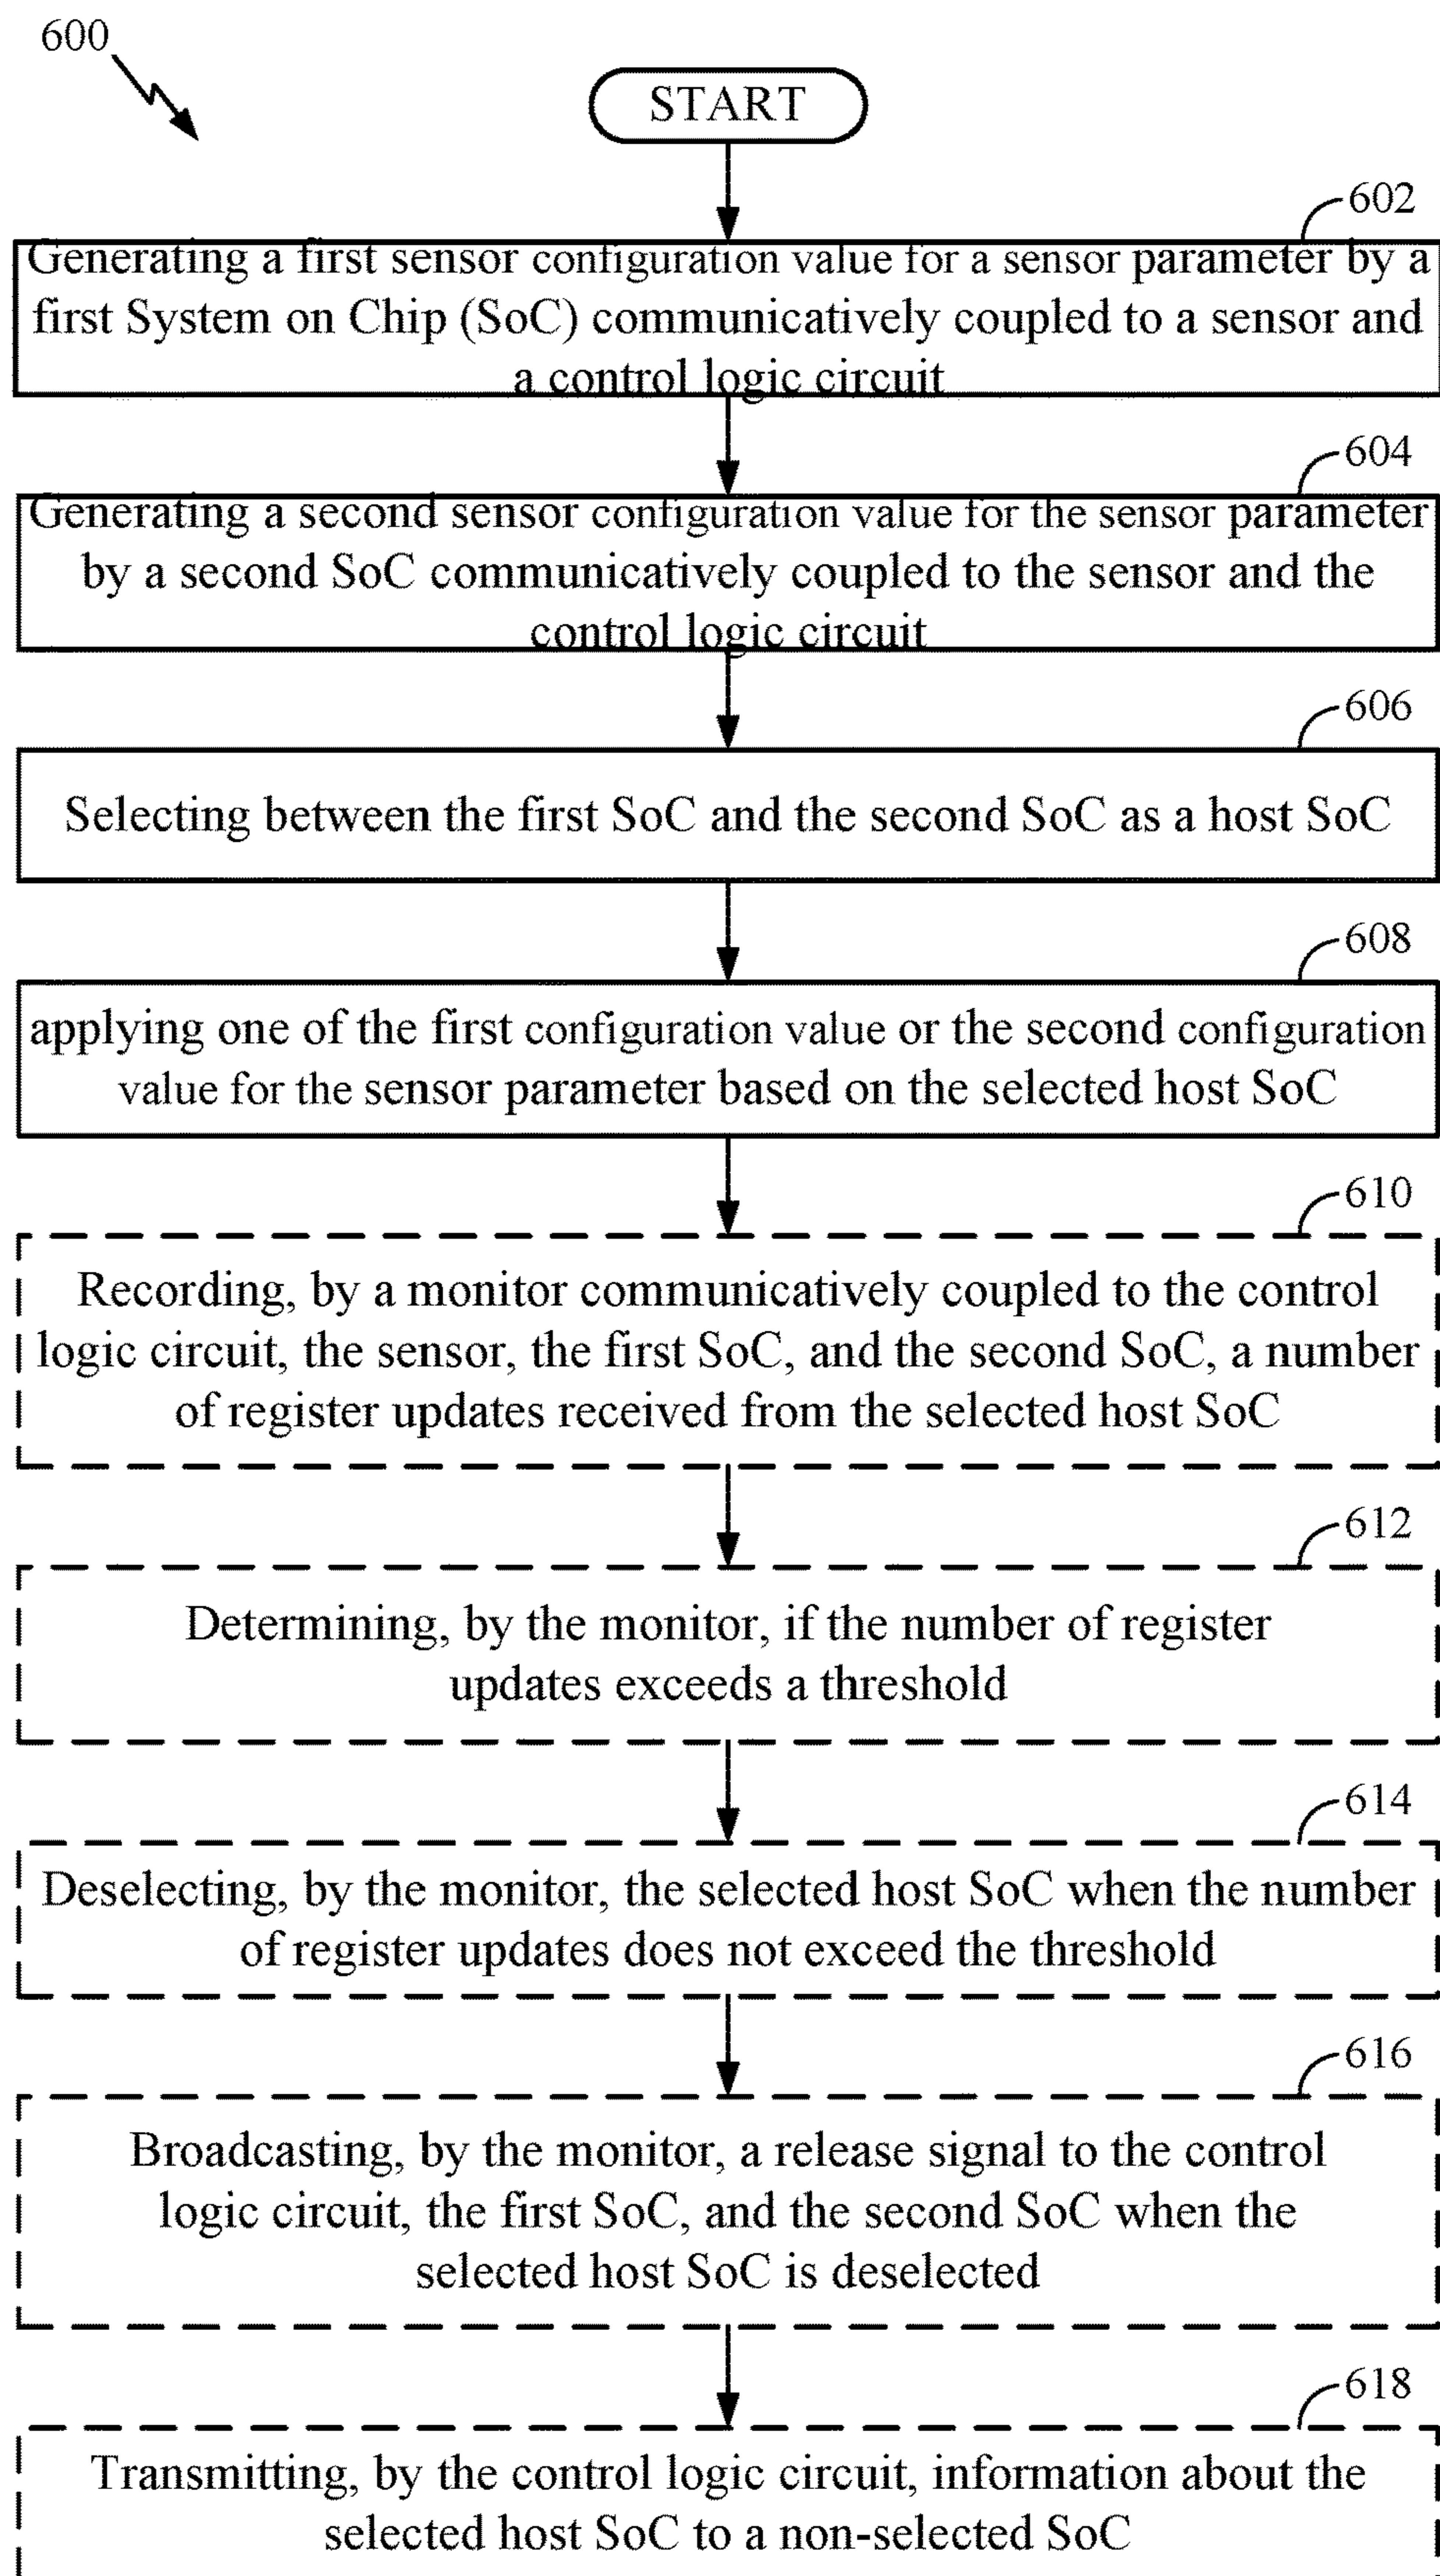 600
START
602
Generating a first sensor configuration value for a sensor parameter by a
first System on Chip (SoC) communicatively coupled to a sensor and
a control logic circuit
604
Generating a second sensor configuration value for the sensor parameter
by a second SoC communicatively coupled to the sensor and the
control logic circuit
606
Selecting between the first SoC and the second SoC as a host SoC
608
applying one of the first configuration value or the second configuration
value for the sensor parameter based on the selected host SoC
610
Recording, by a monitor communicatively coupled to the control
logic circuit, the sensor, the first SoC, and the second SoC, a number
of register updates received from the selected host SoC
612
Determining, by the monitor, if the number of register
updates exceeds a threshold
614
Deselecting, by the monitor, the selected host SoC when the number
of register updates does not exceed the threshold
616
Broadcasting, by the monitor, a release signal to the control
logic circuit, the first SoC, and the second SoC when the
selected host SoC is deselected
618
Transmitting, by the control logic circuit, information about the
selected host SoC to a non-selected SoC